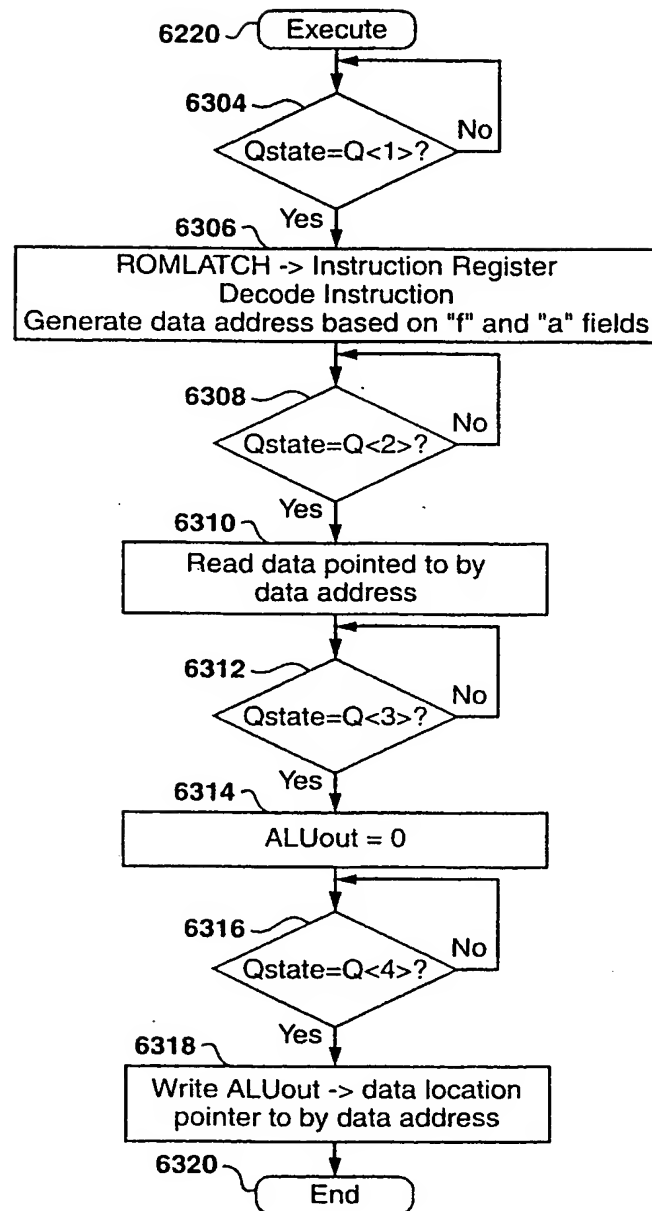 6220
Execute
6304
Qstate=Q<1>?
No
Yes
6306
ROMLATCH -> Instruction Register
Decode Instruction
Generate data address based on "f" and "a" fields
6308
Qstate=Q<2>?
No
Yes
6310
Read data pointed to by
data address
6312
Qstate=Q<3>?
No
Yes
6314
ALUout = 0
6316
Qstate=Q<4>?
No
Yes
6318
Write ALUout -> data location
pointer to by data address
6320
End